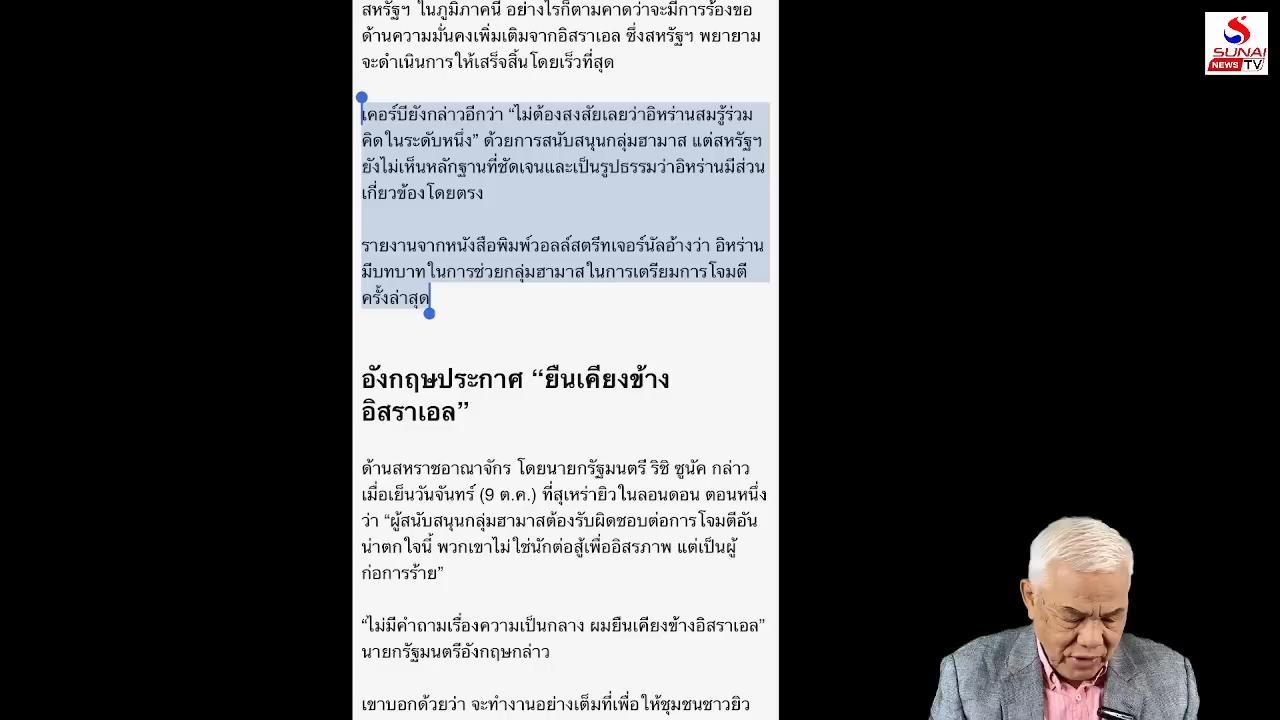 สหรัฐฯ ในภูมิภาคนี้ อย่างไรก็ตามคาดว่าจะมีการร้องขอ
ด้านความมั่นคงเพิ่มเติมจากอิสราเอล ซึ่งสหรัฐฯ พยายาม
จะดำเนินการให้เสร็จสิ้นโดยเร็วที่สุด
เคอร์บียังกล่าวอีกว่า “ไม่ต้องสงสัยเลยว่าอิหร่านสมรู้ร่วม
คิดในระดับหนึ่ง” ด้วยการสนับสนุนกลุ่มฮามาส แต่สหรัฐฯ
ยังไม่เห็นหลักฐานที่ชัดเจนและเป็นรูปธรรมว่าอิหร่านมีส่วน
เกี่ยวข้องโดยตรง
รายงานจากหนังสือพิมพ์วอลล์สตรีทเจอร์นัลอ้างว่า อิหร่าน
มีบทบาทในการช่วยกลุ่มฮามาสในการเตรียมการโจมตี
ครั้งล่าสุด
อังกฤษประกาศ “ยืนเคียงข้าง
อิสราเอล”
ด้านสหราชอาณาจักร โดยนายกรัฐมนตรี ริชิ ซูนัค กล่าว
เมื่อเย็นวันจันทร์ (9 ต.ค.) ที่สุเหร่ายิวในลอนดอน ตอนหนึ่ง
ว่า “ผู้สนับสนุนกลุ่มฮามาสต้องรับผิดชอบต่อการโจมตีอัน
น่าตกใจนี้ พวกเขาไม่ใช่นักต่อสู้เพื่ออิสรภาพ แต่เป็นผู้
ก่อการร้าย”
“ไม่มีคำถามเรื่องความเป็นกลาง ผมยืนเคียงข้างอิสราเอล”
นายกรัฐมนตรีอังกฤษกล่าว
เขาบอกด้วยว่า จะทำงานอย่างเต็มที่เพื่อให้ชุมชนชาวยิว
SUNAI
NEWS TV